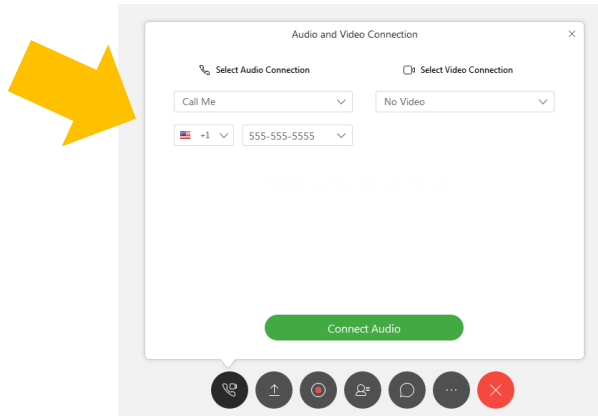 Audio and Video Connection
Select Audio Connection
Select Video Connection
Call Me
No Video
+1
555-555-5555
Connect Audio